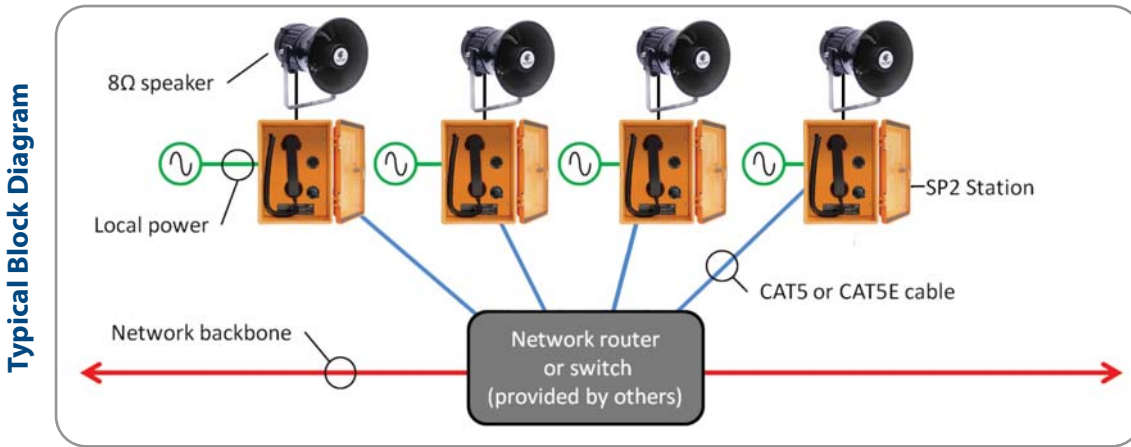 Typical Block Diagram
8Ω speaker
SP2 Station
Local power
CAT5 or CAT5E cable
Network backbone
Network router
or switch
(provided by others)